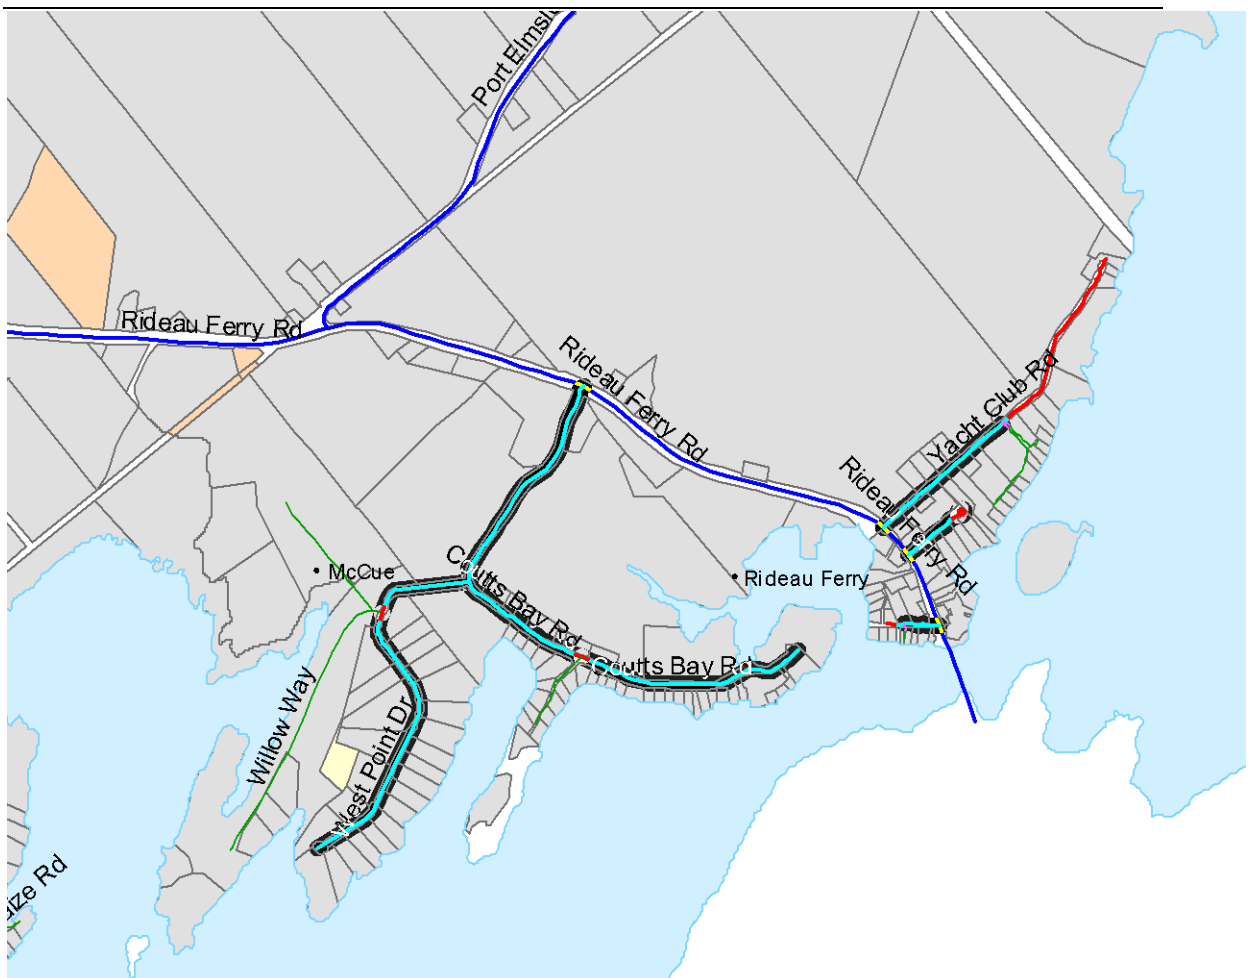 Port Elmsl
Rideau Ferry Rd
Rideau Ferry Rd
Yacht Club Rd
Rideau Ferry Rd
McCue
Coutts Bay Rd
Rideau Ferry
Coutts Bay Rd
Willow Way
West Point Dr
ize Rd